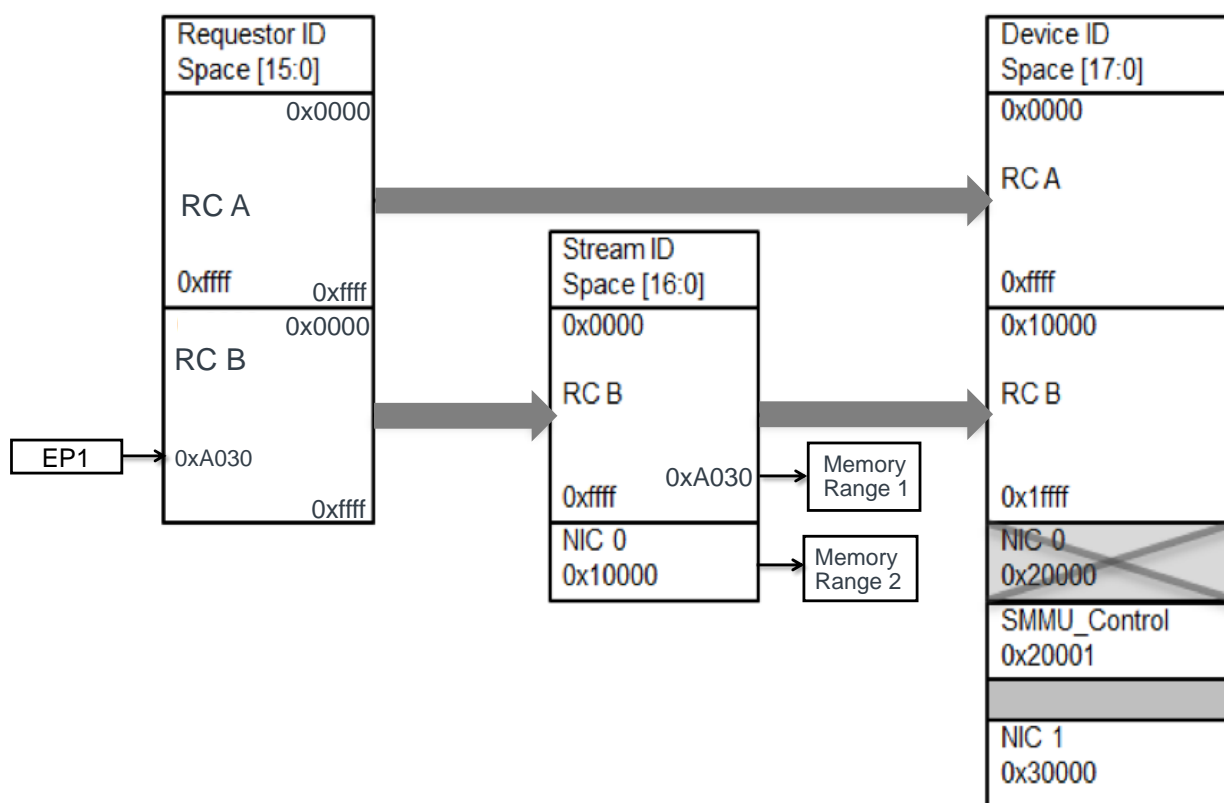 Requestor ID
Space [15:0]
0x0000
RC A
0xffff
0xffff
0x0000
RC B
EP1
0xA030
0xffff
Stream ID
Space [16:0]
0x0000
RC B
0xA030
0xffff
NIC 0
0x10000
Memory
Range 1
Memory
Range 2
Device ID
Space [17:0]
0x0000
RC A
0xffff
0x10000
RC B
0x1ffff
NIC 0
0x20000
SMMU_Control
0x20001
NIC 1
0x30000